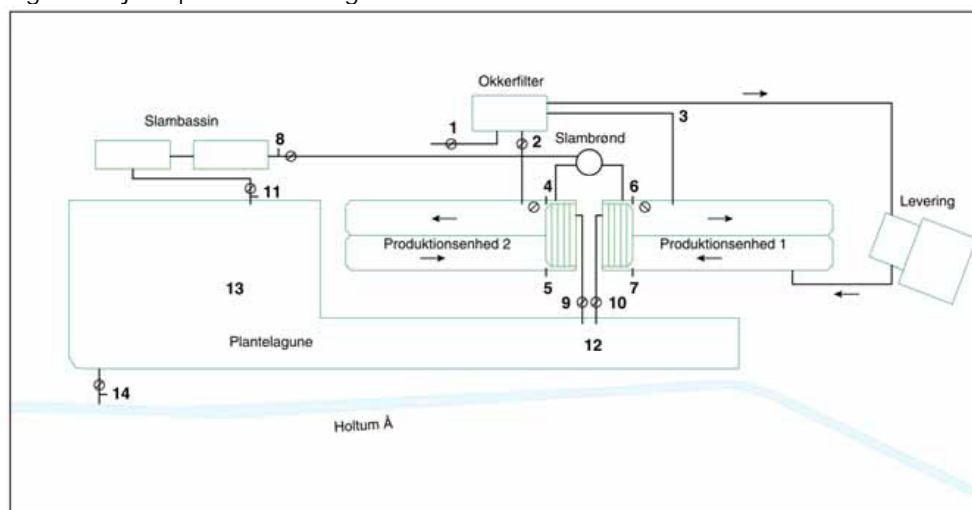 Okkerfilter
1
2
3
Slambassin
8
Slambrønd
11
4
6
Levering
Produktionsenhed 2
Produktionsenhed 1
5
7
13
9
10
Plantelagune
12
14
Holtum Å